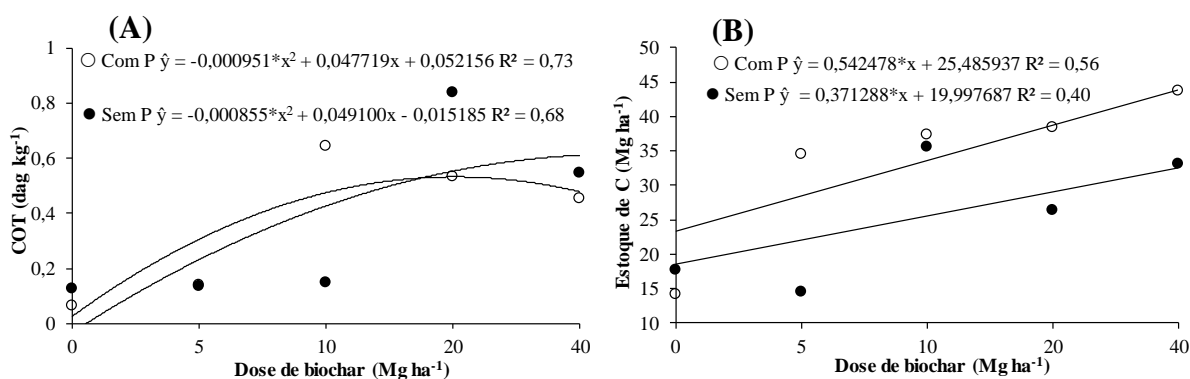 (A)
COT (dag kg⁻¹)
1
0,8
0,6
0,4
0,2
0
Com P ŷ = -0,000951*x² + 0,047719x + 0,052156 R² = 0,73
Sem P ŷ = -0,000855*x² + 0,049100x - 0,015185 R² = 0,68
0 5 10 20 40
Dose de biochar (Mg ha⁻¹)
(B)
Estoque de C (Mg ha⁻¹)
50
45
40
35
30
25
20
15
10
Com P ŷ = 0,542478*x + 25,485937 R² = 0,56
Sem P ŷ = 0,371288*x + 19,997687 R² = 0,40
0 5 10 20 40
Dose de biochar (Mg ha⁻¹)